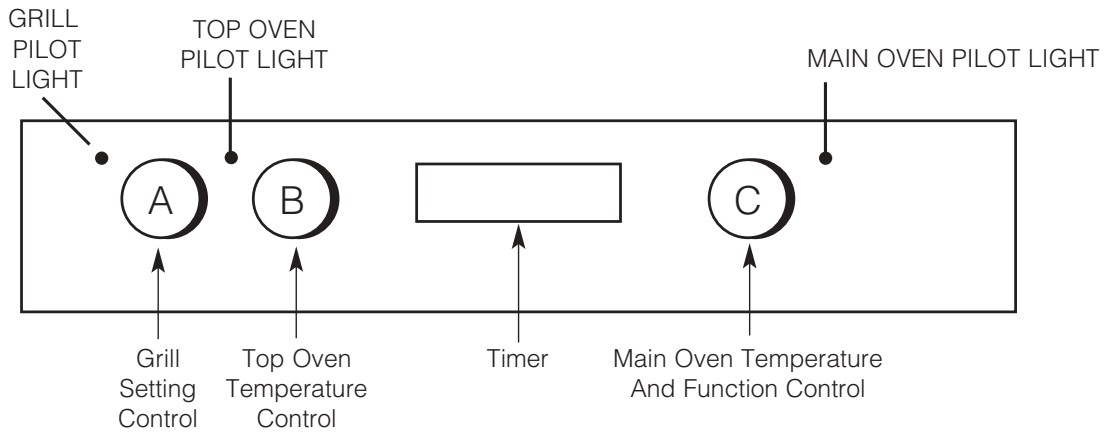 GRILL
PILOT
LIGHT
TOP OVEN
PILOT LIGHT
MAIN OVEN PILOT LIGHT
A
B
C
Grill
Setting
Control
Top Oven
Temperature
Control
Timer
Main Oven Temperature
And Function Control